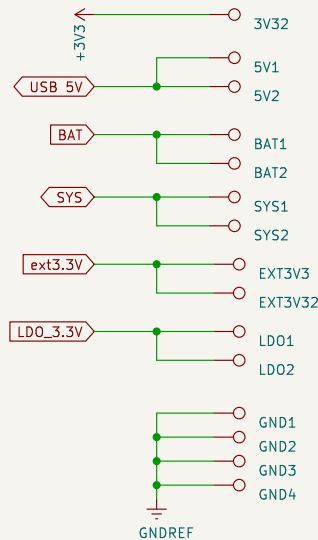 +3V3
3V32
5V1
USB 5V
5V2
BAT
BAT1
BAT2
SYS
SYS1
SYS2
ext3.3V
EXT3V3
EXT3V32
LDO_3.3V
LDO1
LDO2
GND1
GND2
GND3
GND4
GNDREF